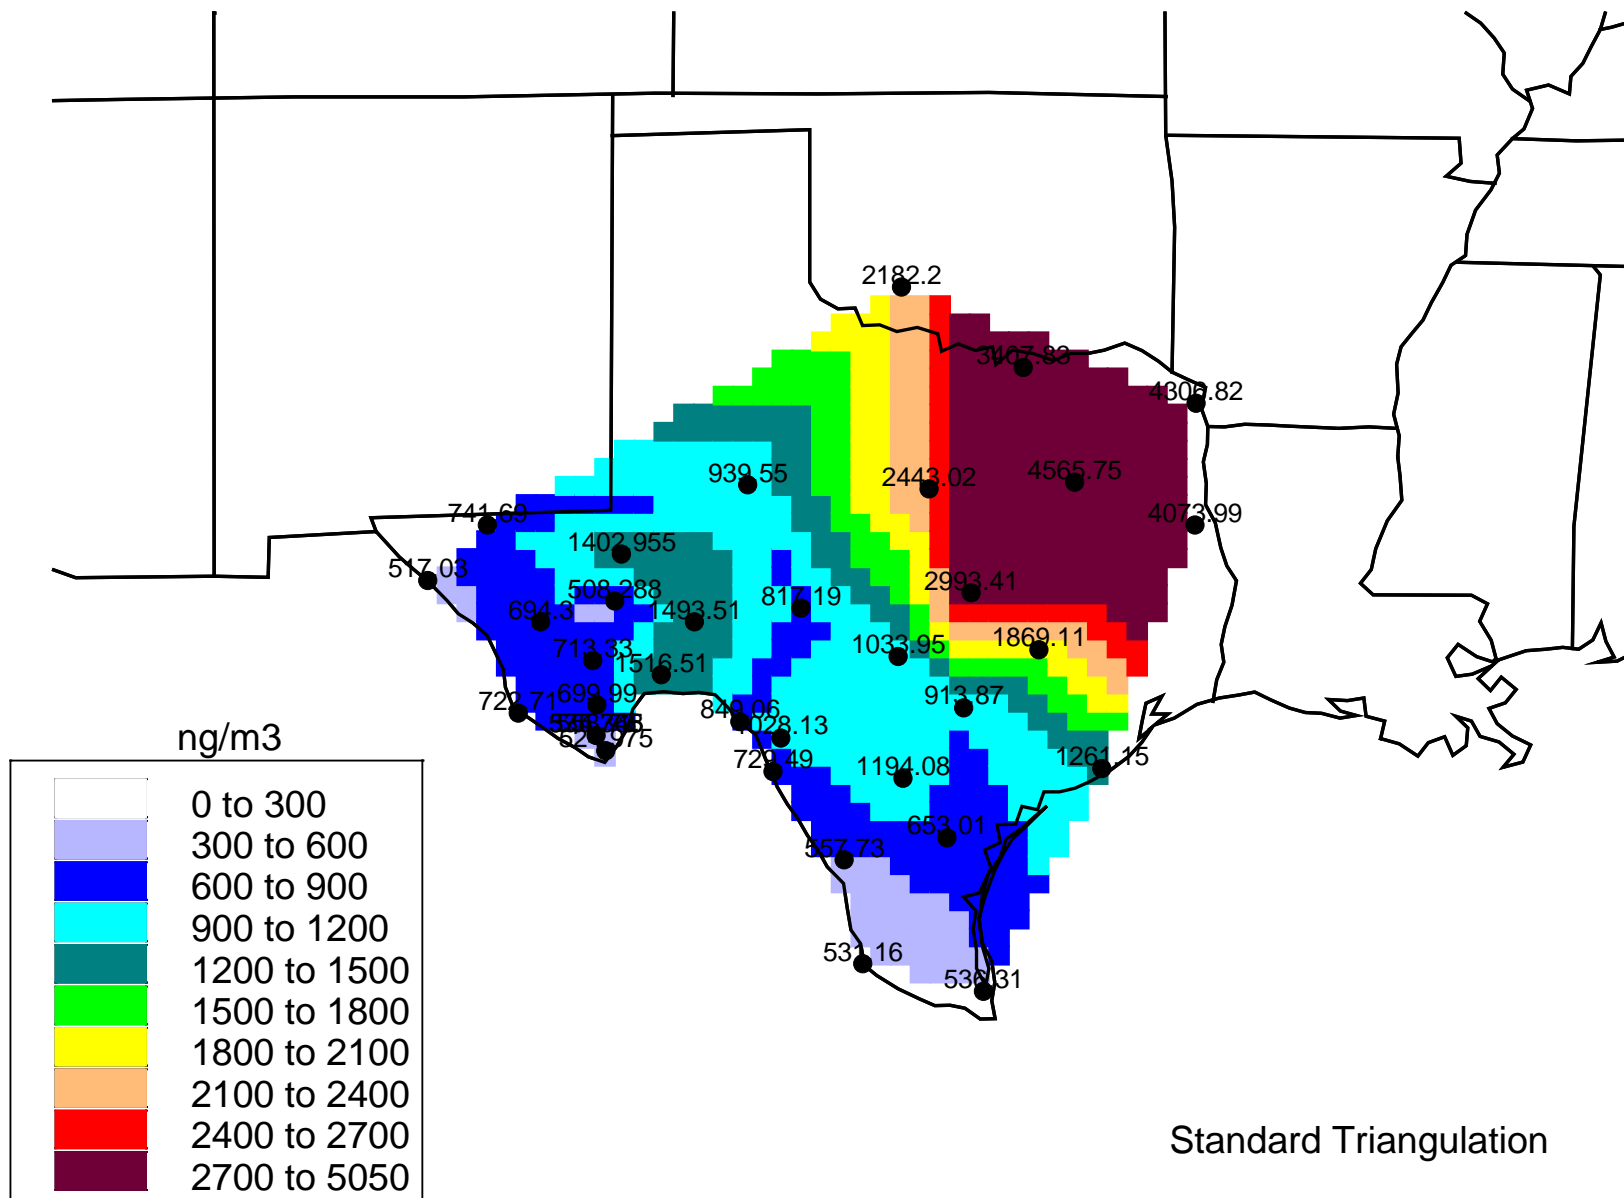 2182.2
3407.83
4306.82
939.55
2443.02
4565.75
741.69
4073.99
1402.955
517.03
508.288
2993.41
694.3
1493.51
817.19
713.33
1033.95
1869.11
1516.51
699.99
722.71
849.06
913.87
1028.13
729.49
1194.08
1261.15
653.01
557.73
531.16
536.31
ng/m3
0 to 300
300 to 600
600 to 900
900 to 1200
1200 to 1500
1500 to 1800
1800 to 2100
2100 to 2400
2400 to 2700
2700 to 5050
Standard Triangulation